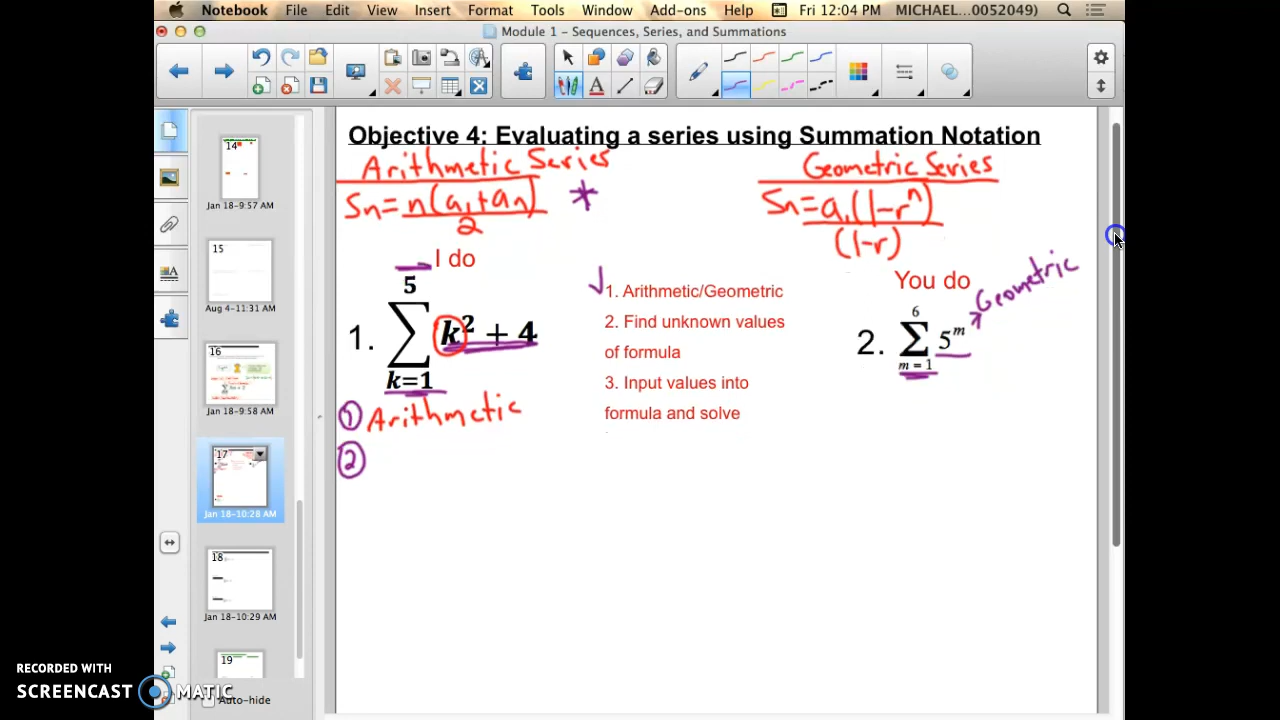 Notebook File Edit View Insert Format Tools Window Add-ons Help Fri 12:04 PM MICHAEL...0052049)
Module 1 – Sequences, Series, and Summations
14
Jan 18-9:57 AM
15
Aug 4-11:31 AM
16
Jan 18-9:58 AM
17
Jan 18-10:28 AM
18
Jan 18-10:29 AM
19
Auto-hide
Objective 4: Evaluating a series using Summation Notation
Arithmetic Series
Sn = n(a₁+an)
2
*
Geometric Series
Sn = a₁(1-rⁿ)
(1-r)
I do
5
1. ∑ k² + 4
k=1
① Arithmetic
②
✓ 1. Arithmetic/Geometric
2. Find unknown values
of formula
3. Input values into
formula and solve
You do
Geometric
6
2. ∑ 5ᵐ
m = 1
RECORDED WITH
SCREENCAST MATIC